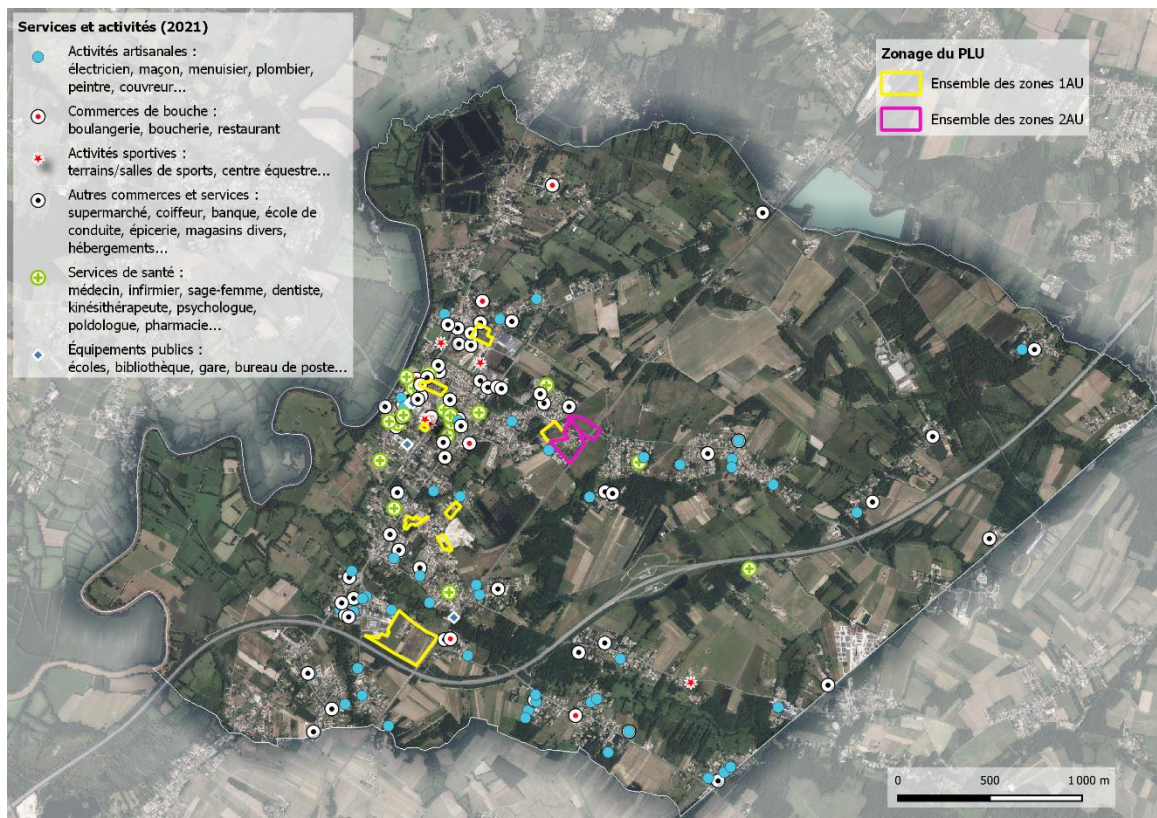 Services et activités (2021)
Activités artisanales :
électricien, maçon, menuisier, plombier,
peintre, couvreur...
Commerces de bouche :
boulangerie, boucherie, restaurant
Activités sportives :
terrains/salles de sports, centre équestre...
Autres commerces et services :
supermarché, coiffeur, banque, école de
conduite, épicerie, magasins divers,
hébergements...
Services de santé :
médecin, infirmier, sage-femme, dentiste,
kinésithérapeute, psychologue,
poldologue, pharmacie...
Équipements publics :
écoles, bibliothèque, gare, bureau de poste...
Zonage du PLU
Ensemble des zones 1AU
Ensemble des zones 2AU
0 500 1 000 m